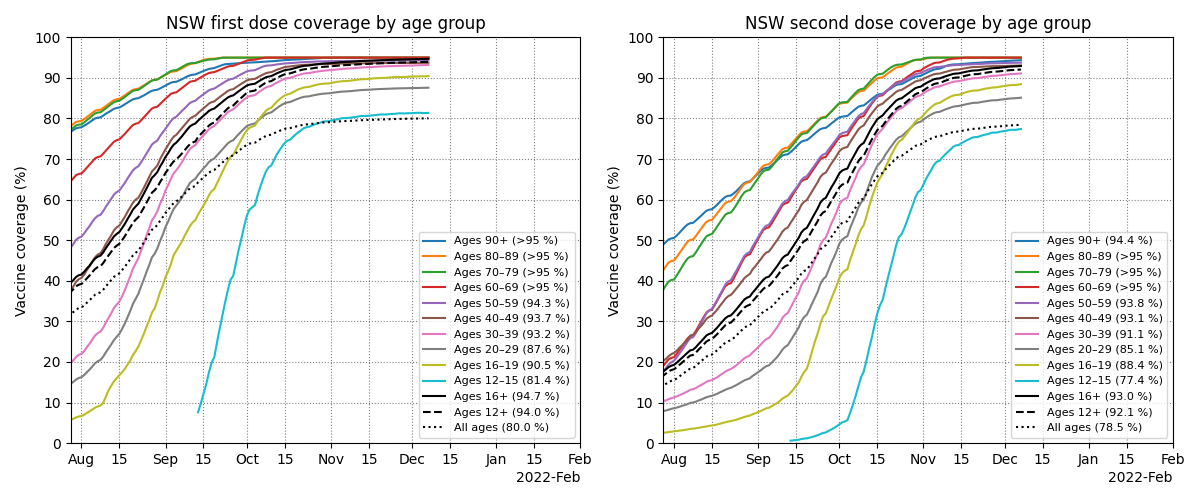 NSW first dose coverage by age group
Vaccine coverage (%)
100
90
80
70
60
50
40
30
20
10
0
Ages 90+ (>95 %)
Ages 80–89 (>95 %)
Ages 70–79 (>95 %)
Ages 60–69 (>95 %)
Ages 50–59 (94.3 %)
Ages 40–49 (93.7 %)
Ages 30–39 (93.2 %)
Ages 20–29 (87.6 %)
Ages 16–19 (90.5 %)
Ages 12–15 (81.4 %)
Ages 16+ (94.7 %)
Ages 12+ (94.0 %)
All ages (80.0 %)
Aug 15 Sep 15 Oct 15 Nov 15 Dec 15 Jan 15 Feb
2022-Feb
NSW second dose coverage by age group
Vaccine coverage (%)
100
90
80
70
60
50
40
30
20
10
0
Ages 90+ (94.4 %)
Ages 80–89 (>95 %)
Ages 70–79 (>95 %)
Ages 60–69 (>95 %)
Ages 50–59 (93.8 %)
Ages 40–49 (93.1 %)
Ages 30–39 (91.1 %)
Ages 20–29 (85.1 %)
Ages 16–19 (88.4 %)
Ages 12–15 (77.4 %)
Ages 16+ (93.0 %)
Ages 12+ (92.1 %)
All ages (78.5 %)
Aug 15 Sep 15 Oct 15 Nov 15 Dec 15 Jan 15 Feb
2022-Feb